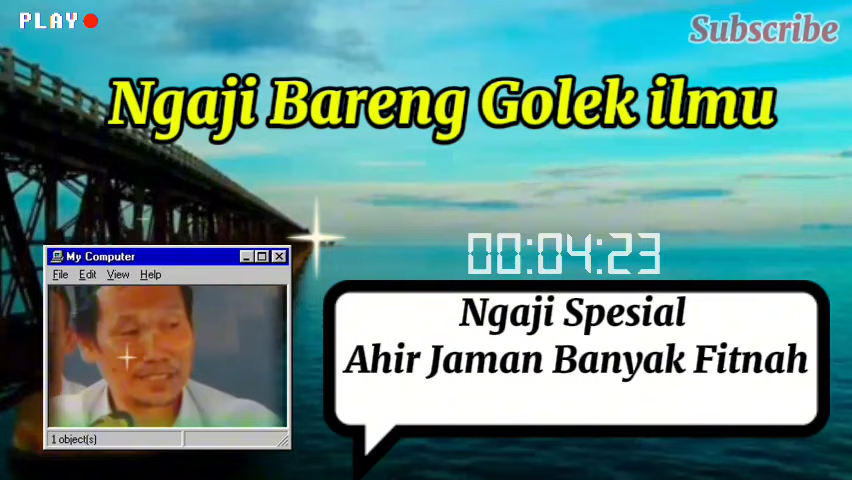 PLAY
Subscribe
Ngaji Bareng Golek ilmu
My Computer
File Edit View Help
00:04:23
Ngaji Spesial
Ahir Jaman Banyak Fitnah
1 object(s)